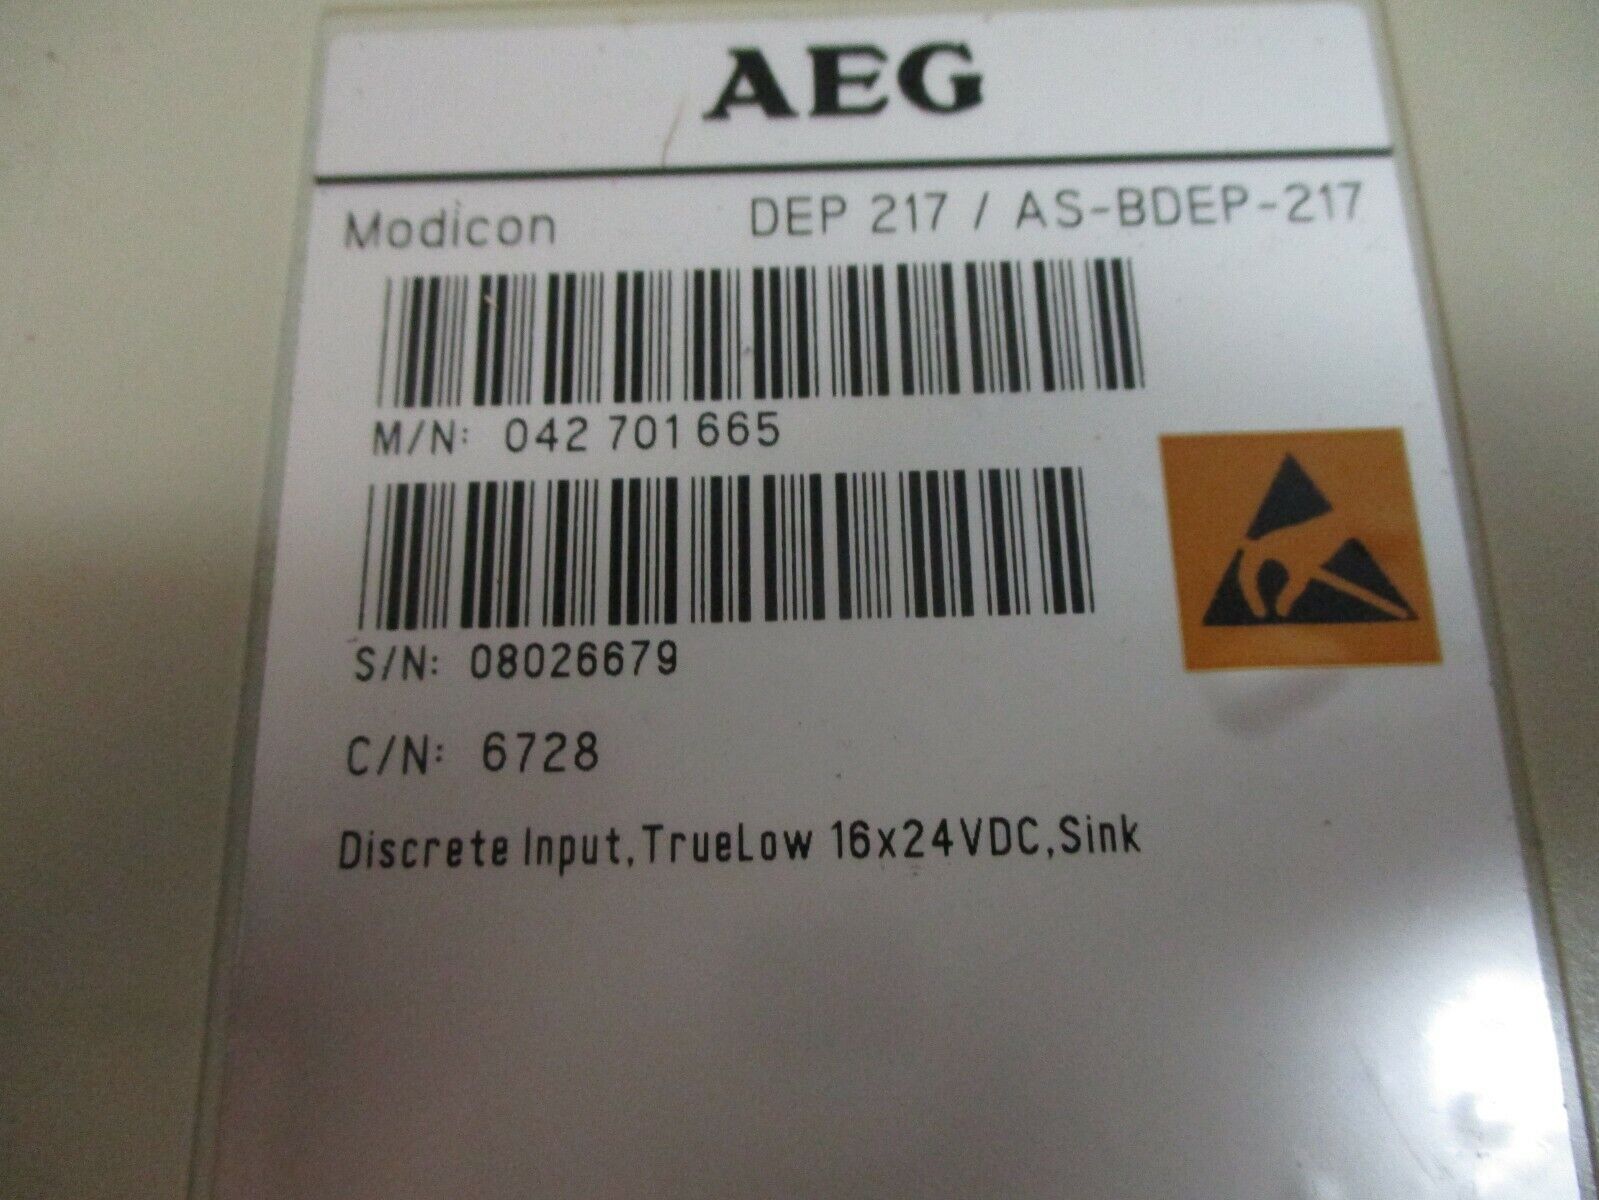 AEG
Modicon DEP 217 / AS-BDEP-217
M/N: 042 701 665
S/N: 08026679
C/N: 6728
Discrete Input, TrueLow 16x24VDC, Sink